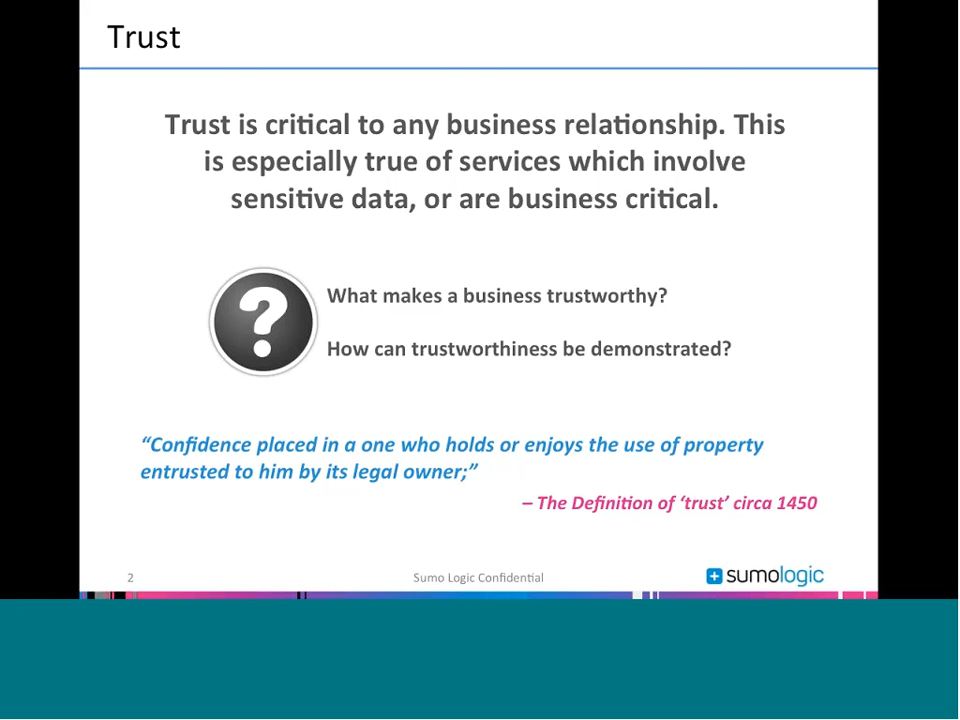 Trust
Trust is critical to any business relationship. This
is especially true of services which involve
sensitive data, or are business critical.
?
What makes a business trustworthy?
How can trustworthiness be demonstrated?
“Confidence placed in a one who holds or enjoys the use of property
entrusted to him by its legal owner;”
– The Definition of ‘trust’ circa 1450
2
Sumo Logic Confidential
sumologic